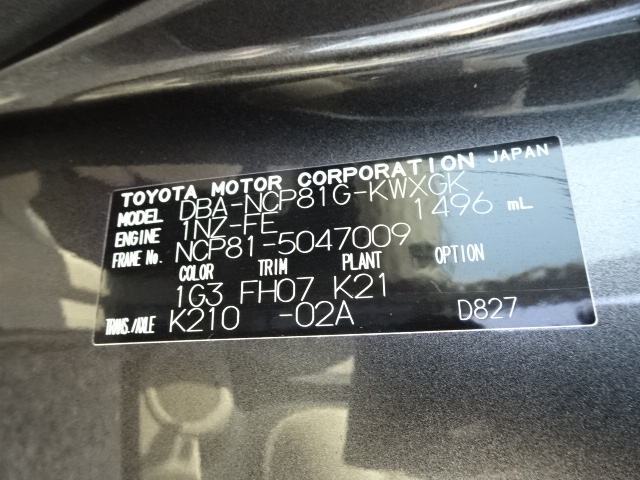 TOYOTA MOTOR CORPORATION JAPAN
MODEL DBA-NCP81G-KWXGK
ENGINE 1NZ-FE 1496 mL
FRAME No. NCP81-5047009
COLOR TRIM PLANT OPTION
1G3 FH07 K21
TRANS./AXLE K210 -02A D827